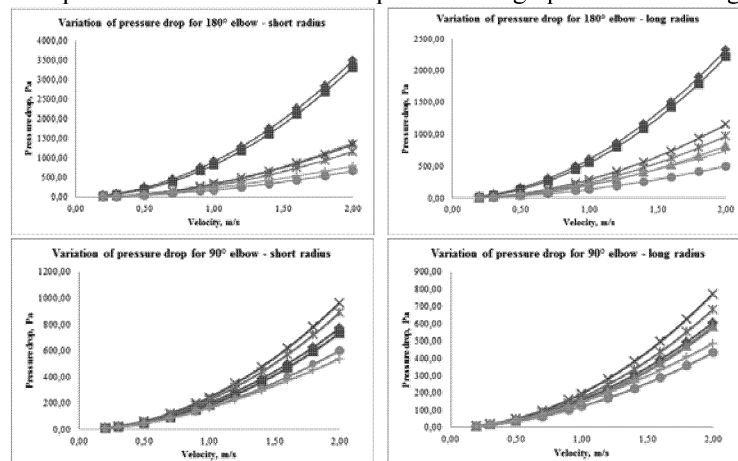 Variation of pressure drop for 180° elbow - short radius
Pressure drop, Pa
4000,00
3500,00
3000,00
2500,00
2000,00
1500,00
1000,00
500,00
0,00
0,00 0,50 1,00 1,50 2,00
Velocity, m/s
Variation of pressure drop for 180° elbow - long radius
Pressure drop, Pa
2500,00
2000,00
1500,00
1000,00
500,00
0,00
0,00 0,50 1,00 1,50 2,00
Velocity, m/s
Variation of pressure drop for 90° elbow - short radius
Pressure drop, Pa
1200,00
1000,00
800,00
600,00
400,00
200,00
0,00
0,00 0,50 1,00 1,50 2,00
Velocity, m/s
Variation of pressure drop for 90° elbow - long radius
Pressure drop, Pa
900,00
800,00
700,00
600,00
500,00
400,00
300,00
200,00
100,00
0,00
0,00 0,50 1,00 1,50 2,00
Velocity, m/s